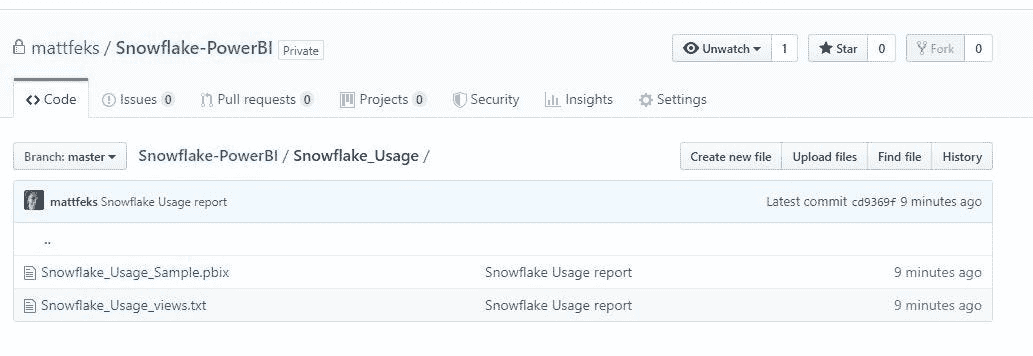 mattfeks / Snowflake-PowerBI Private Unwatch 1 Star 0 Fork 0
Code Issues 0 Pull requests 0 Projects 0 Security Insights Settings
Branch: master Snowflake-PowerBI / Snowflake_Usage / Create new file Upload files Find file History
mattfeks Snowflake Usage report Latest commit cd9369f 9 minutes ago
..
Snowflake_Usage_Sample.pbix Snowflake Usage report 9 minutes ago
Snowflake_Usage_views.txt Snowflake Usage report 9 minutes ago